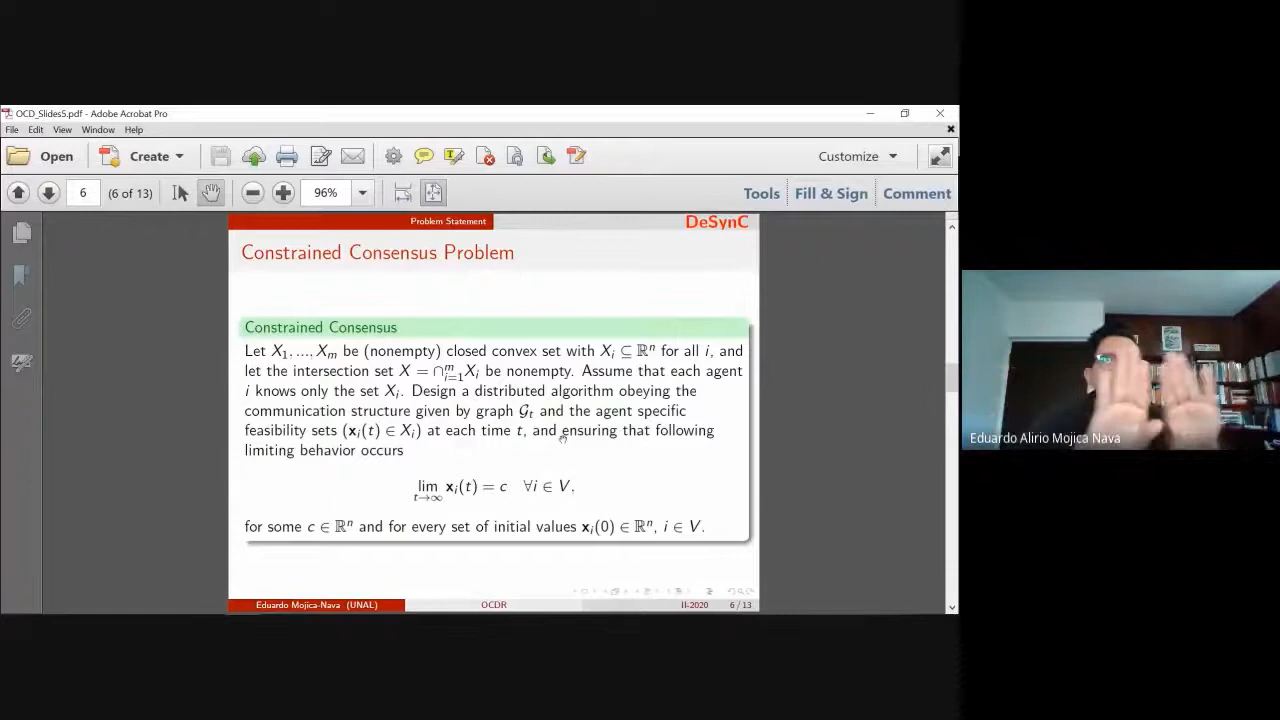 OCD_Slides5.pdf - Adobe Acrobat Pro
File Edit View Window Help
Open Create Customize
6 (6 of 13) 96% Tools Fill & Sign Comment
Problem Statement DeSynC
Constrained Consensus Problem
Constrained Consensus
Let X₁, ..., Xₘ be (nonempty) closed convex set with Xᵢ ⊆ ℝⁿ for all i, and
let the intersection set X = ∩ᵢ₌₁ᵐ Xᵢ be nonempty. Assume that each agent
i knows only the set Xᵢ. Design a distributed algorithm obeying the
communication structure given by graph 𝒢ₜ and the agent specific
feasibility sets (xᵢ(t) ∈ Xᵢ) at each time t, and ensuring that following
limiting behavior occurs
lim xᵢ(t) = c ∀i ∈ V,
t→∞
for some c ∈ ℝⁿ and for every set of initial values xᵢ(0) ∈ ℝⁿ, i ∈ V.
Eduardo Mojica-Nava (UNAL) OCDR II-2020 6 / 13
Eduardo Alirio Mojica Nava